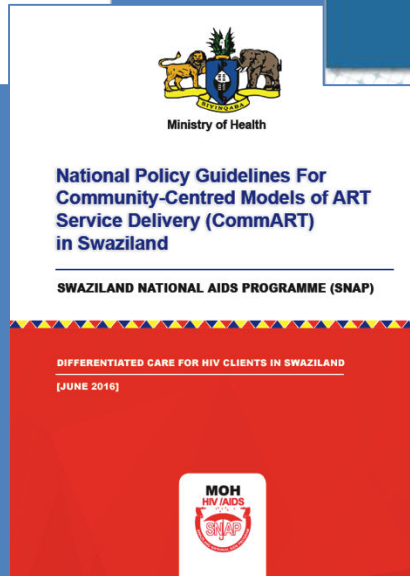 SIYINQABA
Ministry of Health
National Policy Guidelines For
Community-Centred Models of ART
Service Delivery (CommART)
in Swaziland
SWAZILAND NATIONAL AIDS PROGRAMME (SNAP)
DIFFERENTIATED CARE FOR HIV CLIENTS IN SWAZILAND
[JUNE 2016]
MOH
HIV/AIDS
SNAP